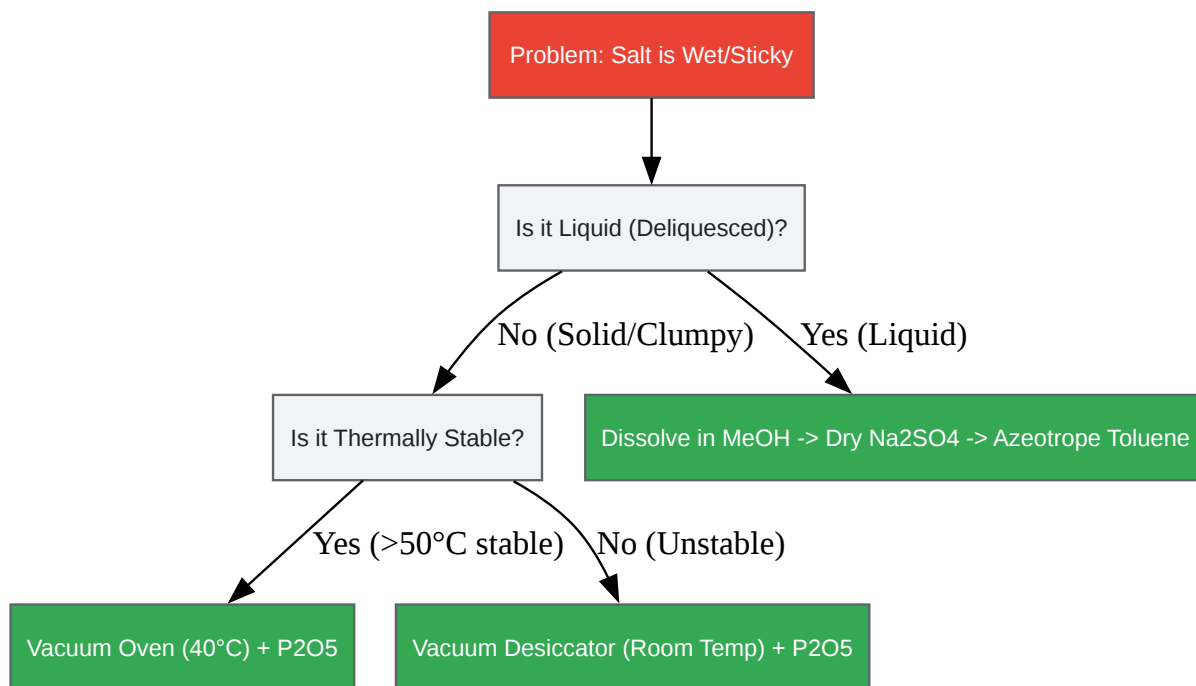 Problem: Salt is Wet/Sticky
Is it Liquid (Deliquesced)?
No (Solid/Clumpy)
Yes (Liquid)
Is it Thermally Stable?
Dissolve in MeOH -> Dry Na2SO4 -> Azeotrope Toluene
Yes (>50°C stable)
No (Unstable)
Vacuum Oven (40°C) + P2O5
Vacuum Desiccator (Room Temp) + P2O5